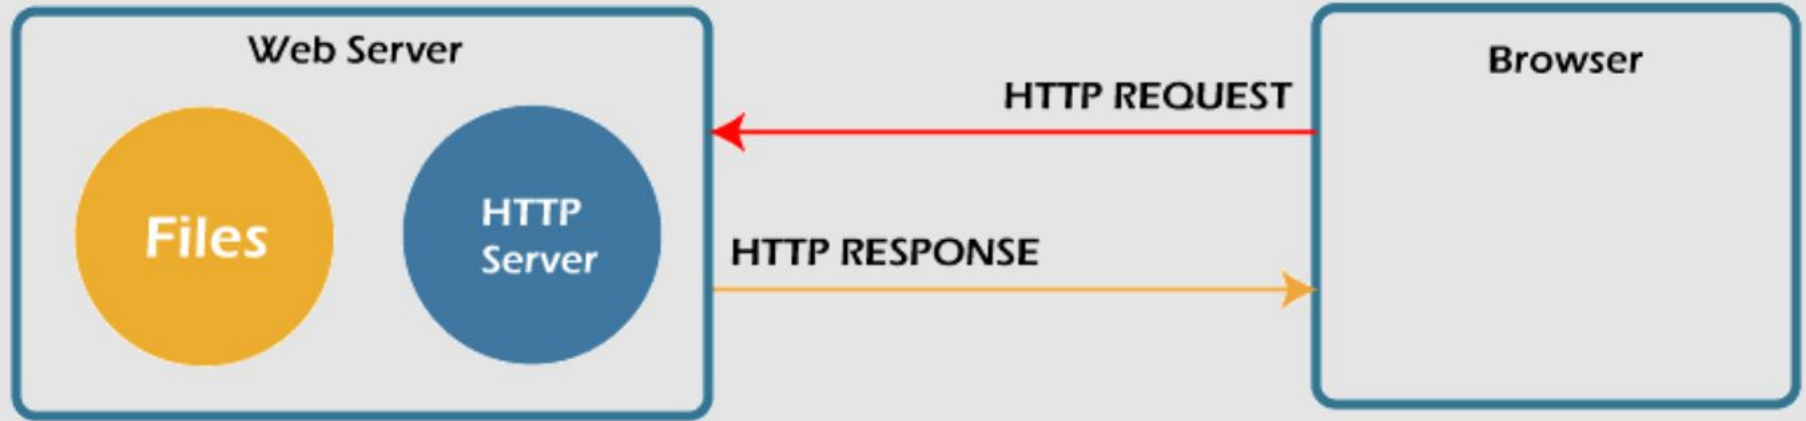 Web Server
Files
HTTP
Server
HTTP REQUEST
HTTP RESPONSE
Browser